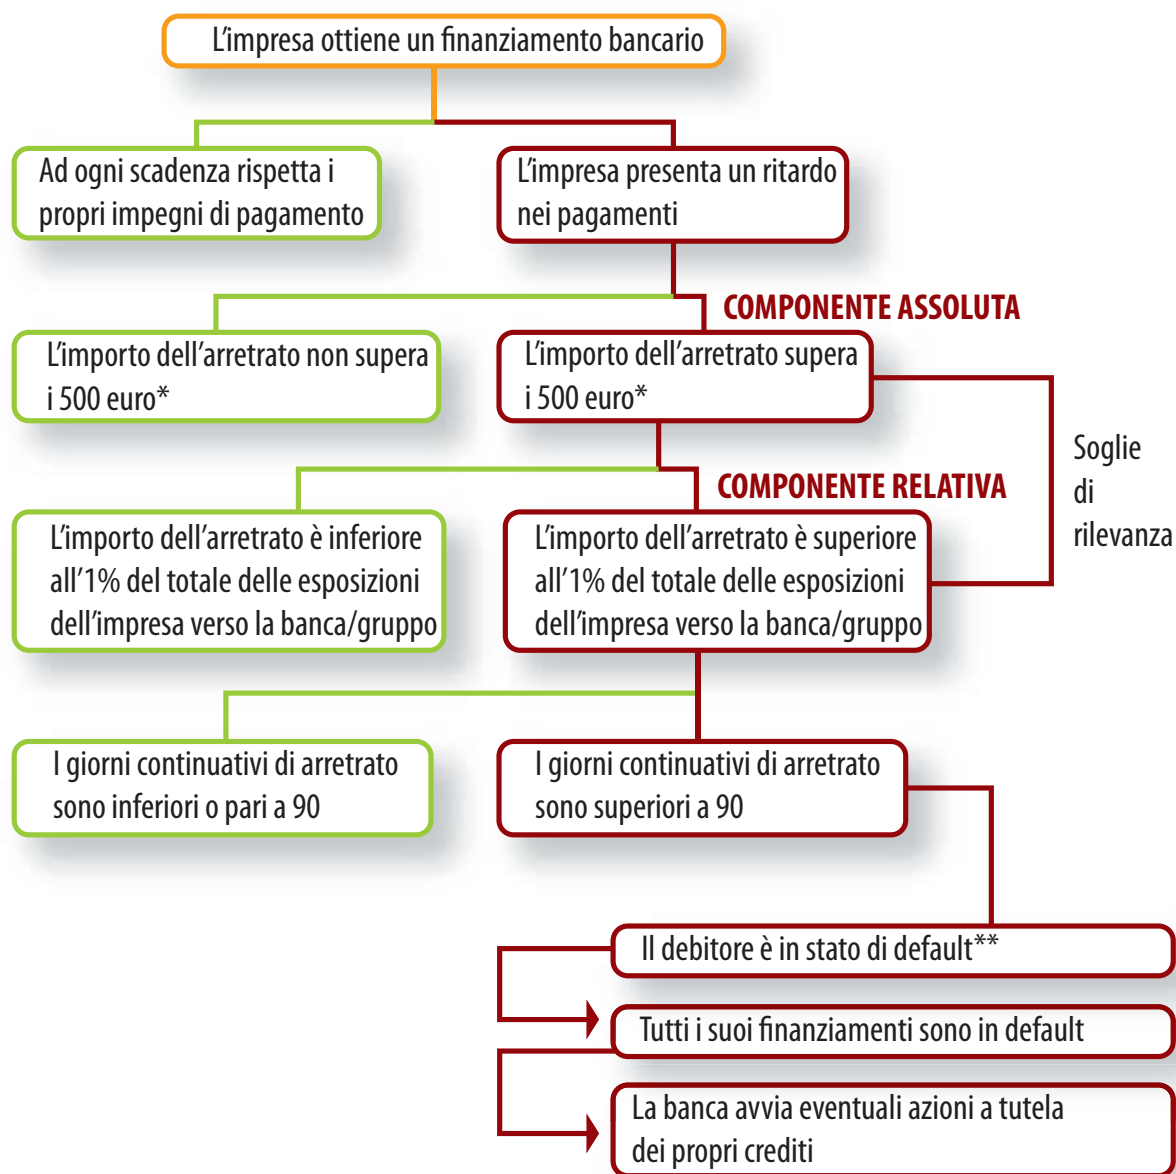 L’impresa ottiene un finanziamento bancario
Ad ogni scadenza rispetta i
propri impegni di pagamento
L’impresa presenta un ritardo
nei pagamenti
COMPONENTE ASSOLUTA
L’importo dell’arretrato non supera
i 500 euro*
L’importo dell’arretrato supera
i 500 euro*
Soglie
di
rilevanza
COMPONENTE RELATIVA
L’importo dell’arretrato è inferiore
all’1% del totale delle esposizioni
dell’impresa verso la banca/gruppo
L’importo dell’arretrato è superiore
all’1% del totale delle esposizioni
dell’impresa verso la banca/gruppo
I giorni continuativi di arretrato
sono inferiori o pari a 90
I giorni continuativi di arretrato
sono superiori a 90
Il debitore è in stato di default**
Tutti i suoi finanziamenti sono in default
La banca avvia eventuali azioni a tutela
dei propri crediti